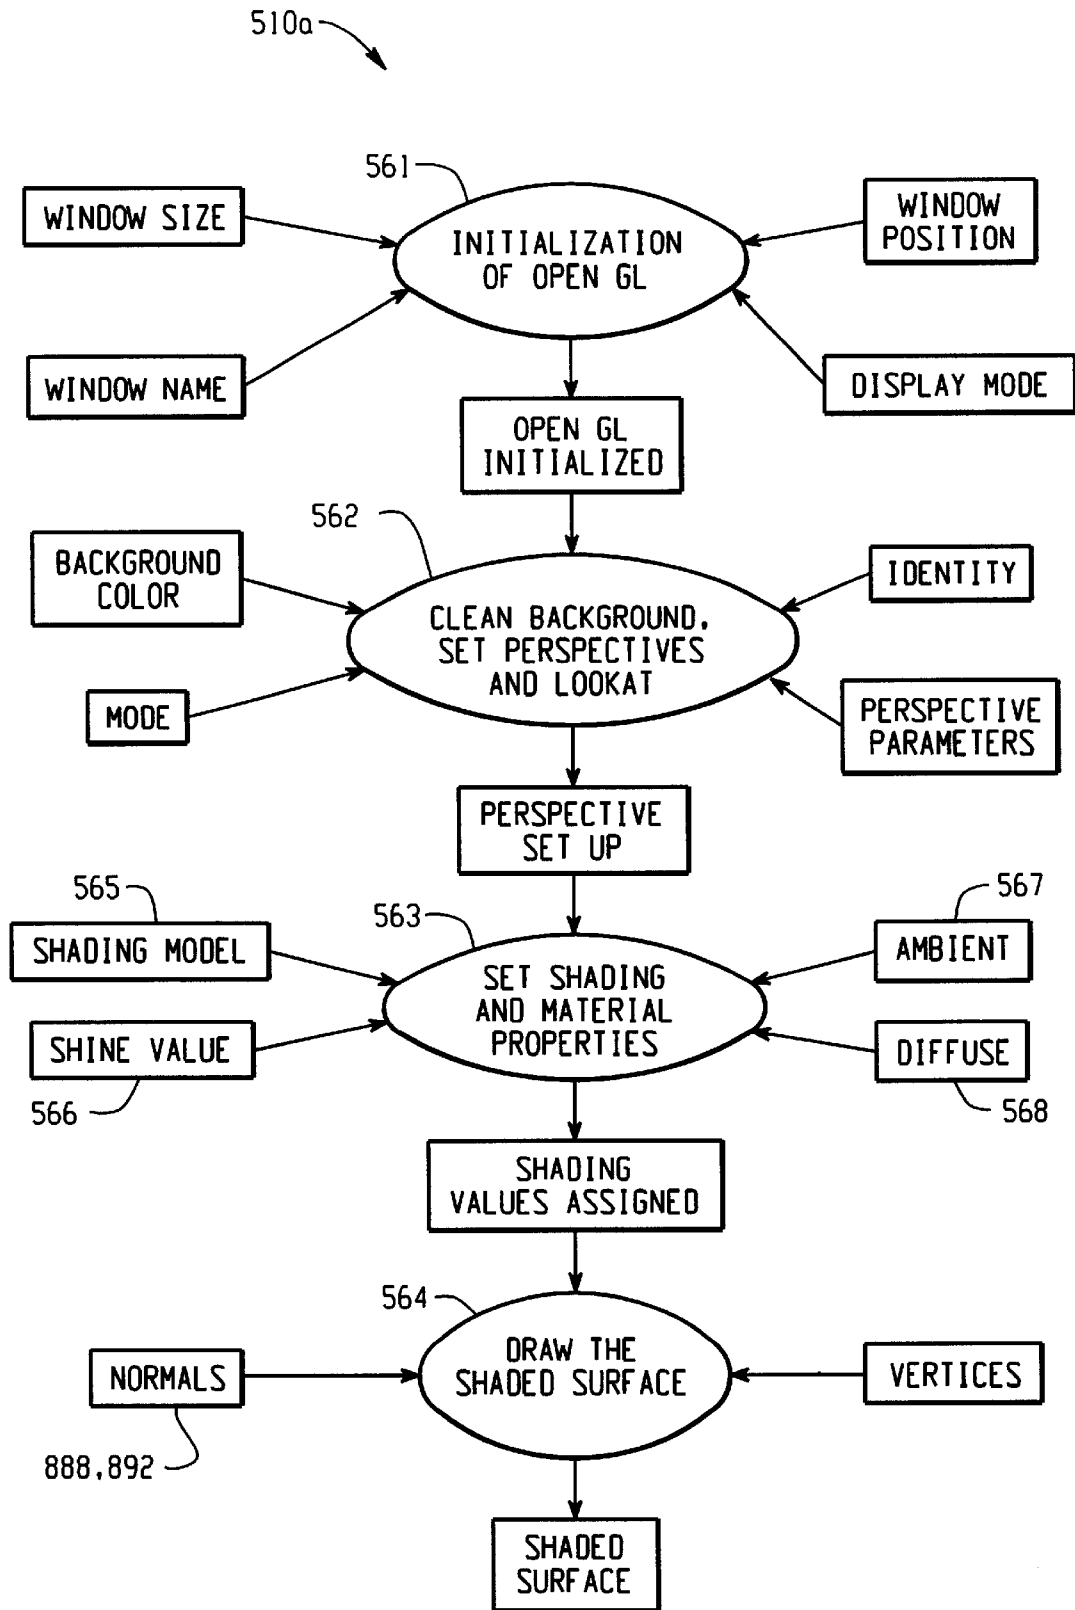 510a
561
WINDOW SIZE
INITIALIZATION
OF OPEN GL
WINDOW
POSITION
WINDOW NAME
DISPLAY MODE
OPEN GL
INITIALIZED
562
BACKGROUND
COLOR
IDENTITY
CLEAN BACKGROUND,
SET PERSPECTIVES
AND LOOKAT
MODE
PERSPECTIVE
PARAMETERS
PERSPECTIVE
SET UP
565
563
567
SHADING MODEL
AMBIENT
SET SHADING
AND MATERIAL
PROPERTIES
SHINE VALUE
DIFFUSE
566
568
SHADING
VALUES ASSIGNED
564
DRAW THE
SHADED SURFACE
NORMALS
VERTICES
888,892
SHADED
SURFACE